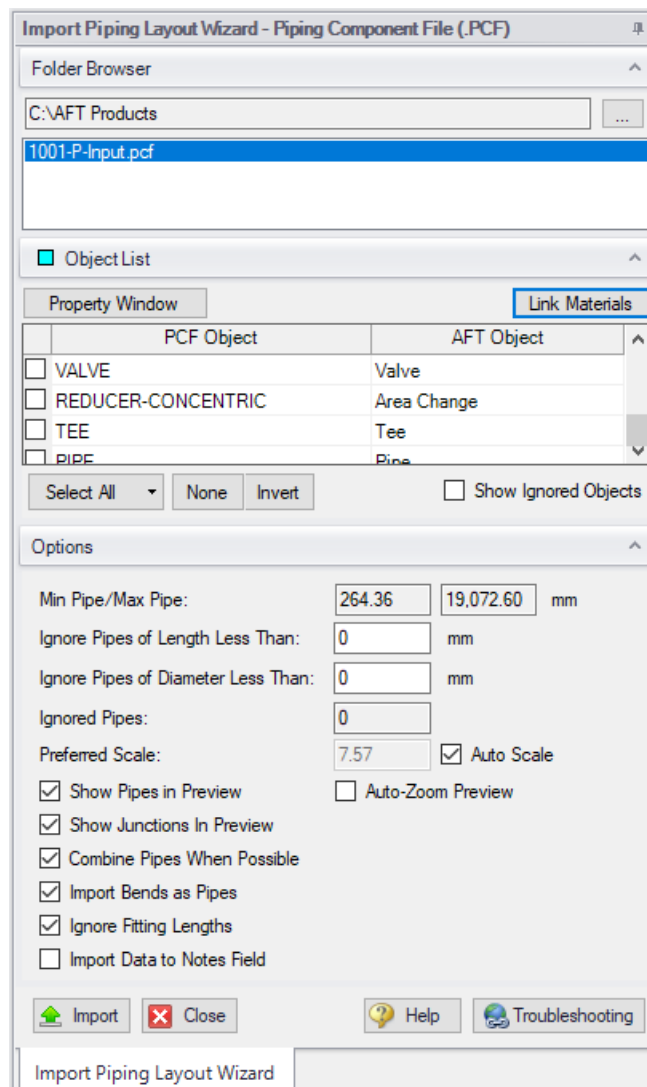 Import Piping Layout Wizard - Piping Component File (.PCF)
Folder Browser
C:\AFT Products
...
1001-P-Input.pcf
Object List
Property Window Link Materials
PCF Object AFT Object
VALVE Valve
REDUCER-CONCENTRIC Area Change
TEE Tee
PIPE Pipe
Select All None Invert Show Ignored Objects
Options
Min Pipe/Max Pipe: 264.36 19,072.60 mm
Ignore Pipes of Length Less Than: 0 mm
Ignore Pipes of Diameter Less Than: 0 mm
Ignored Pipes: 0
Preferred Scale: 7.57 Auto Scale
Show Pipes in Preview Auto-Zoom Preview
Show Junctions In Preview
Combine Pipes When Possible
Import Bends as Pipes
Ignore Fitting Lengths
Import Data to Notes Field
Import Close Help Troubleshooting
Import Piping Layout Wizard